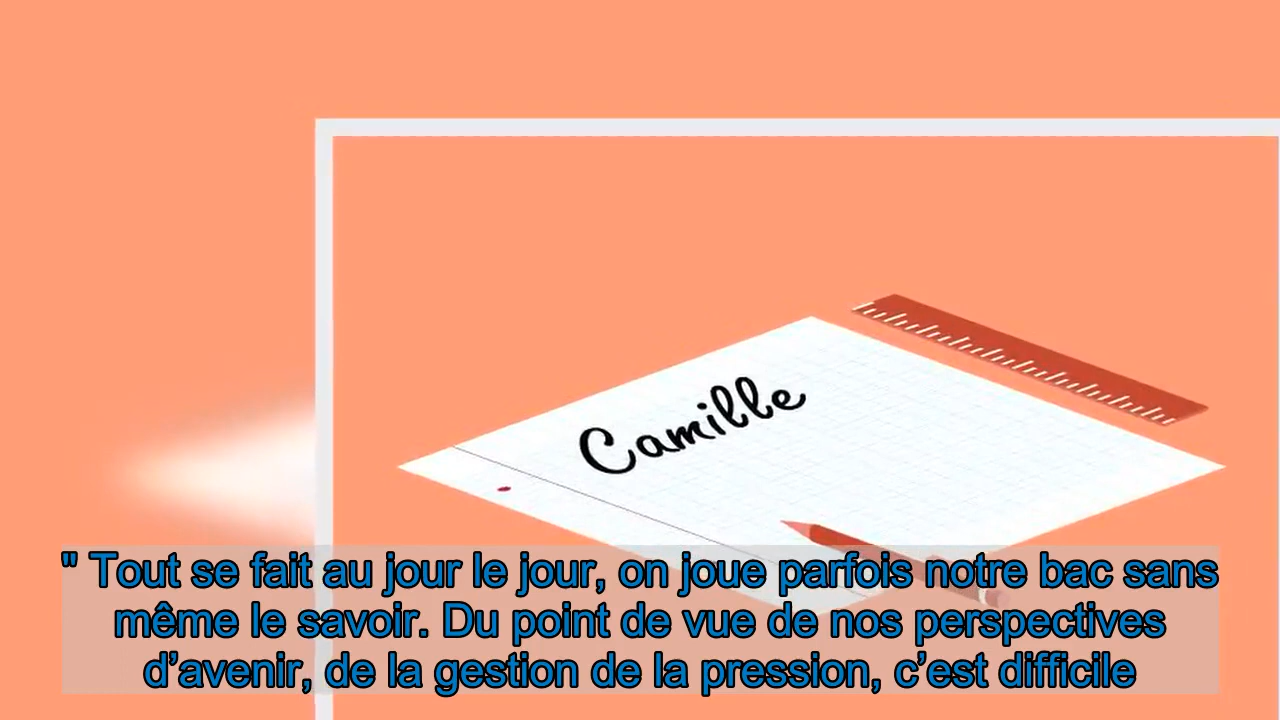 Camille
" Tout se fait au jour le jour, on joue parfois notre bac sans
même le savoir. Du point de vue de nos perspectives
d’avenir, de la gestion de la pression, c’est difficile